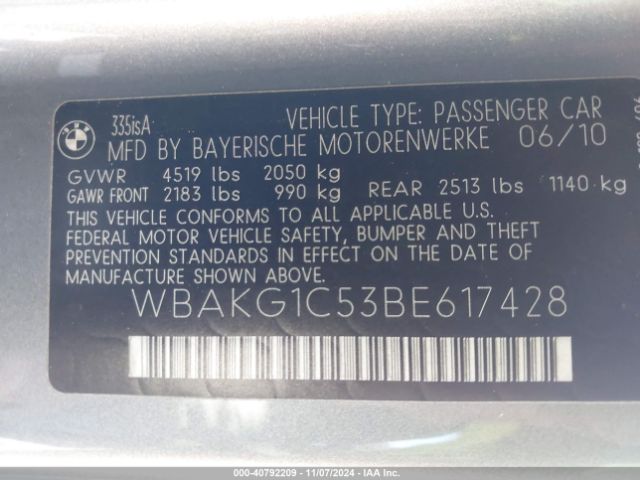 BMW
335isA
VEHICLE TYPE: PASSENGER CAR
MFD BY BAYERISCHE MOTORENWERKE 06/10
GVWR 4519 lbs 2050 kg
GAWR FRONT 2183 lbs 990 kg REAR 2513 lbs 1140 kg
THIS VEHICLE CONFORMS TO ALL APPLICABLE U.S.
FEDERAL MOTOR VEHICLE SAFETY, BUMPER AND THEFT
PREVENTION STANDARDS IN EFFECT ON THE DATE OF
MANUFACTURE SHOWN ABOVE.
WBAKG1C53BE617428
000-40792209 - 11/07/2024 - IAAI.com